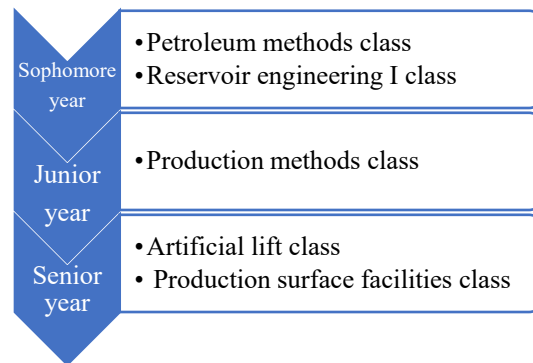 Sophomore
year
•Petroleum methods class
•Reservoir engineering I class
Junior
year
•Production methods class
Senior
year
•Artificial lift class
• Production surface facilities class